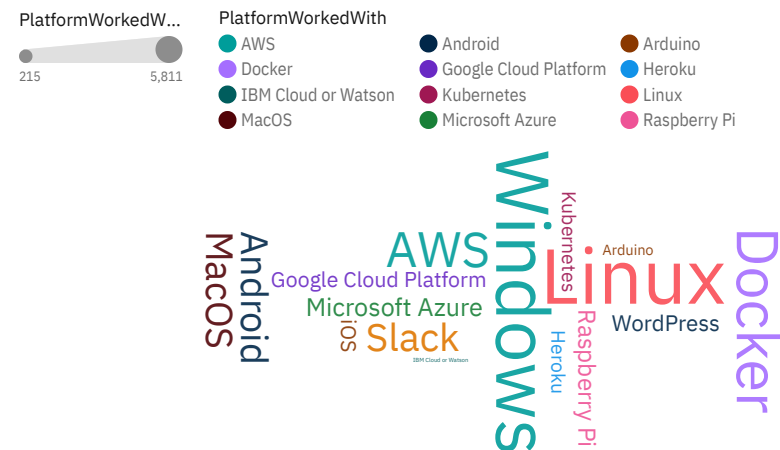 PlatformWorkedW...
215 5,811
PlatformWorkedWith
AWS Android Arduino
Docker Google Cloud Platform Heroku
IBM Cloud or Watson Kubernetes Linux
MacOS Microsoft Azure Raspberry Pi
MacOS
Android
AWS
Google Cloud Platform
Microsoft Azure
iOS
Slack
IBM Cloud or Watson
Windows
Kubernetes
Linux
Arduino
WordPress
Heroku
Raspberry Pi
Docker